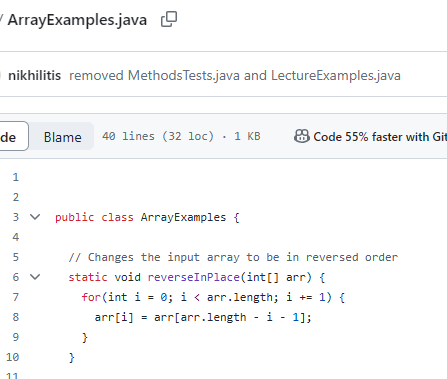 / ArrayExamples.java
nikhilitis removed MethodsTests.java and LectureExamples.java
de Blame 40 lines (32 loc) · 1 KB Code 55% faster with Git
1
2
3 public class ArrayExamples {
4
5 // Changes the input array to be in reversed order
6 static void reverseInPlace(int[] arr) {
7 for(int i = 0; i < arr.length; i += 1) {
8 arr[i] = arr[arr.length - i - 1];
9 }
10 }
11